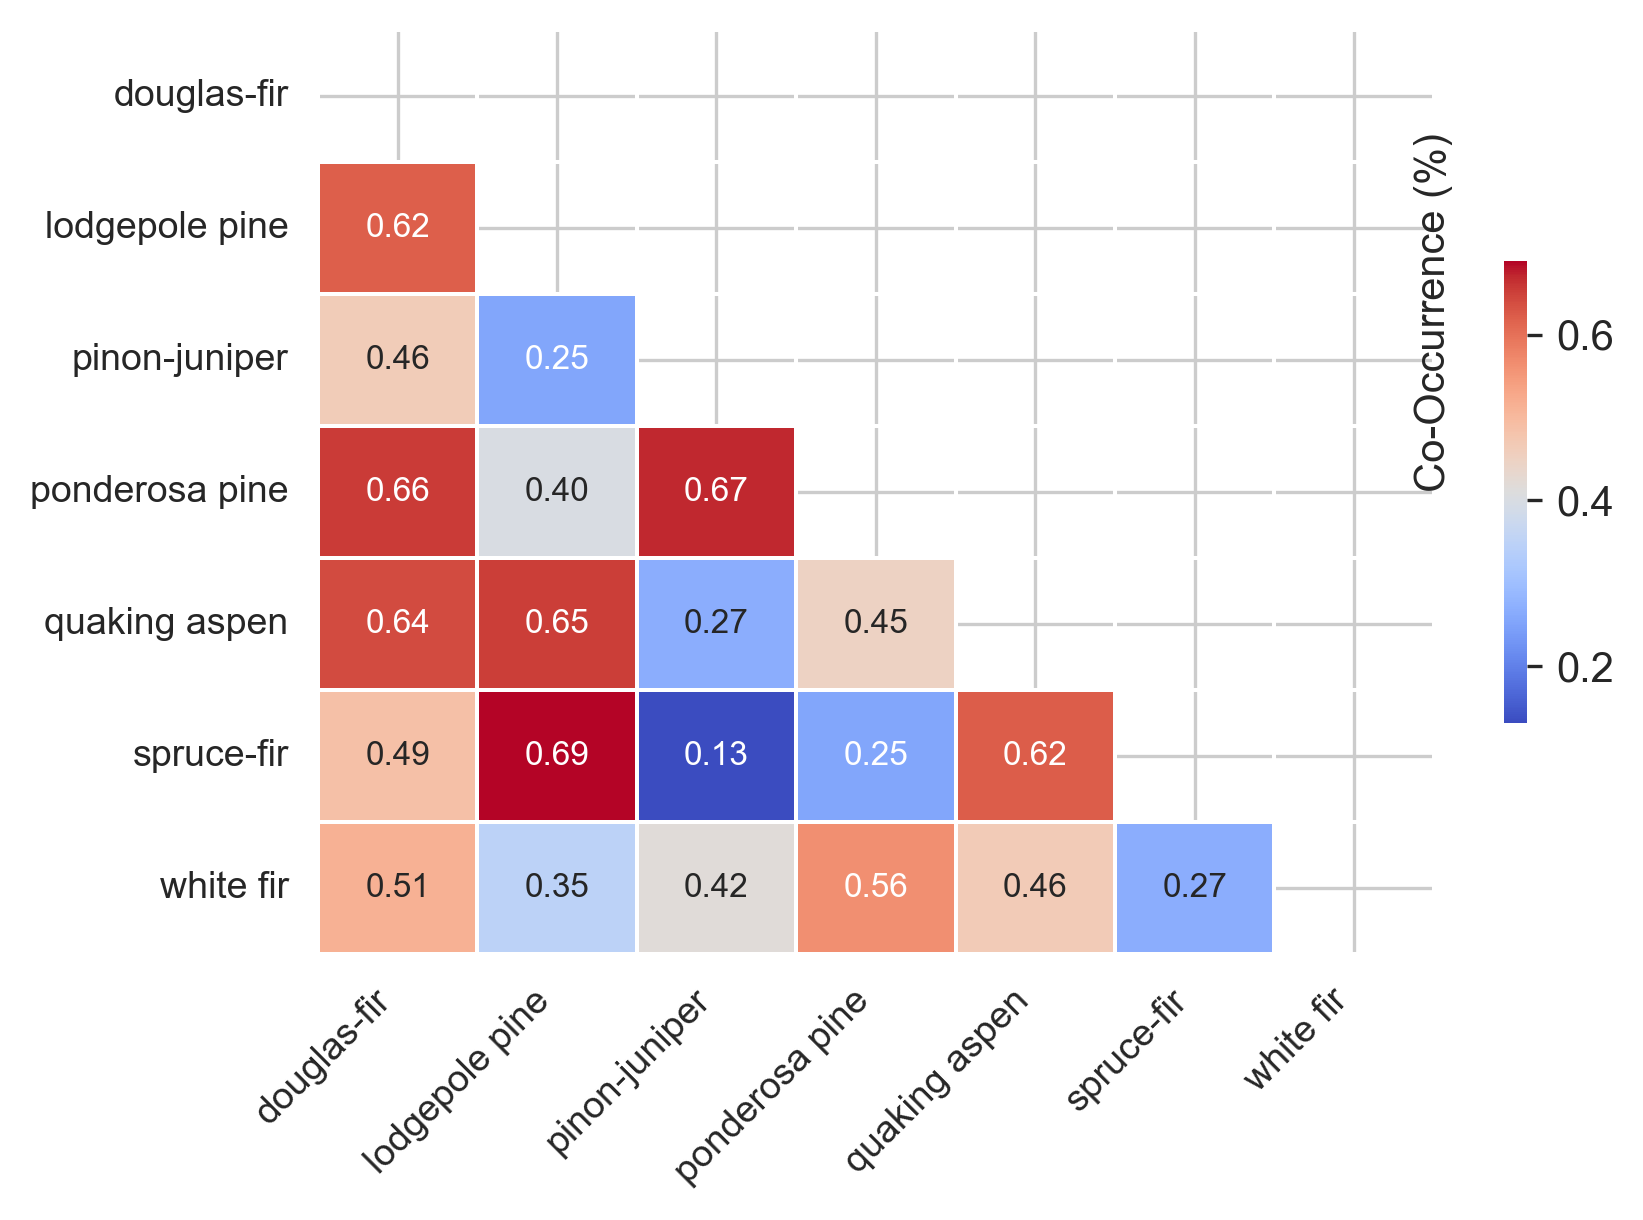 douglas-fir
lodgepole pine 0.62
pinon-juniper 0.46 0.25
ponderosa pine 0.66 0.40 0.67
quaking aspen 0.64 0.65 0.27 0.45
spruce-fir 0.49 0.69 0.13 0.25 0.62
white fir 0.51 0.35 0.42 0.56 0.46 0.27
douglas-fir
lodgepole pine
pinon-juniper
ponderosa pine
quaking aspen
spruce-fir
white fir
Co-Occurrence (%)
0.6
0.4
0.2